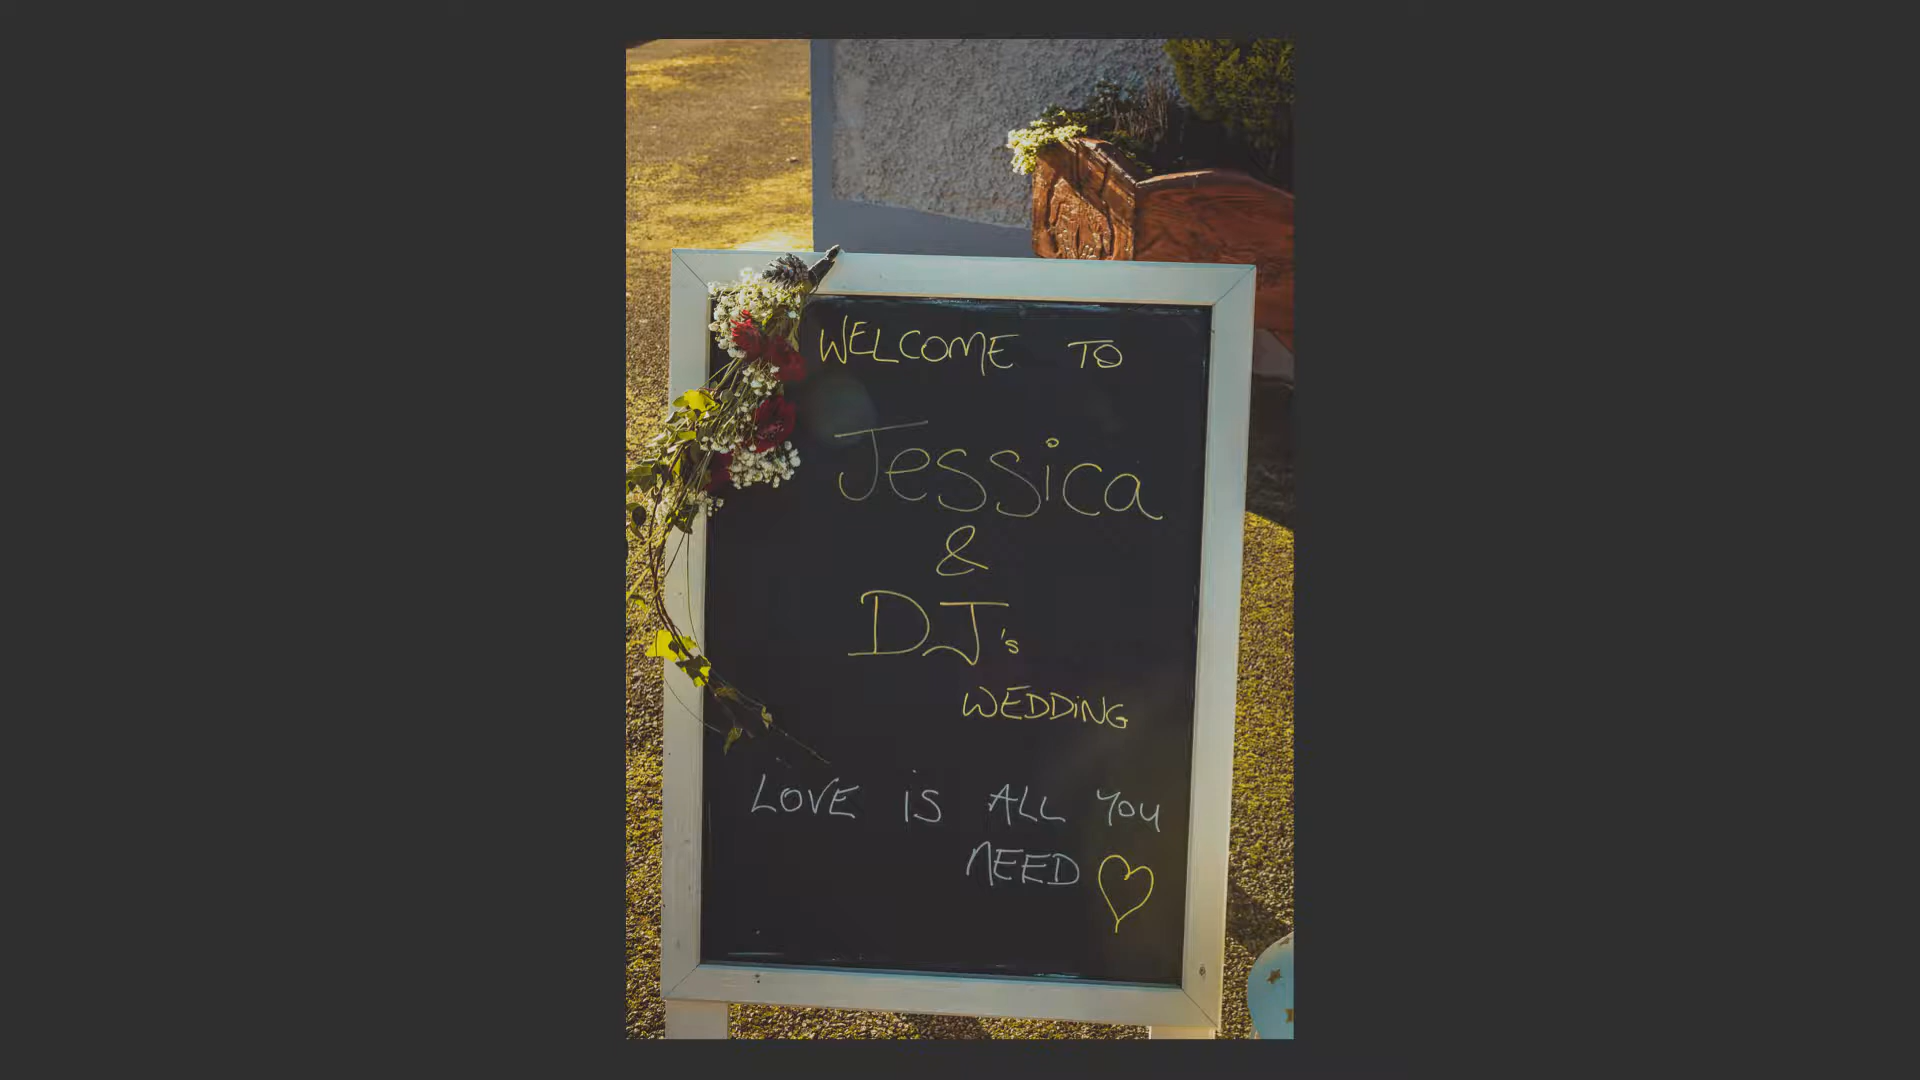 WELCOME TO
Jessica
&
DJ's
WEDDiNG
LOVE iS ALL YOU
NEED